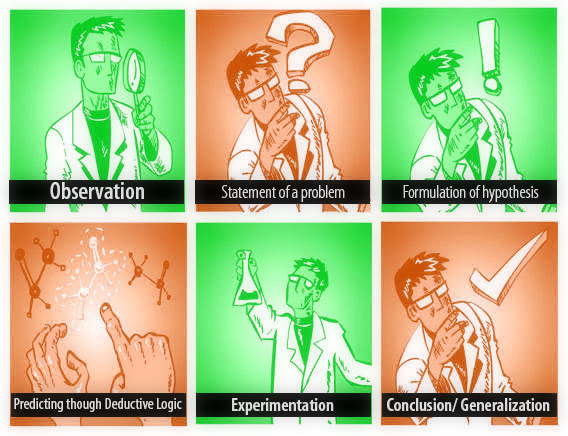 Observation
Statement of a problem
Formulation of hypothesis
Predicting though Deductive Logic
Experimentation
Conclusion/ Generalization